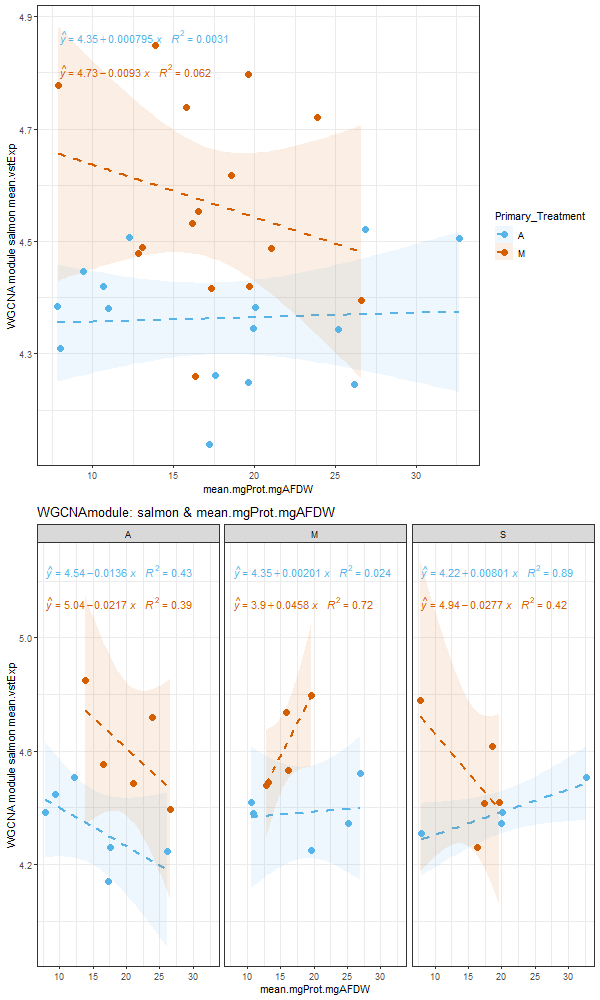 4.9
4.7
4.5
4.3
WGCNA module salmon mean.vstExp
ŷ = 4.35 + 0.000795 x   R² = 0.0031
ŷ = 4.73 − 0.0093 x   R² = 0.062
10 15 20 25 30
mean.mgProt.mgAFDW
Primary_Treatment
A
M
WGCNAmodule: salmon & mean.mgProt.mgAFDW
A M S
ŷ = 4.54 − 0.0136 x   R² = 0.43
ŷ = 5.04 − 0.0217 x   R² = 0.39
ŷ = 4.35 + 0.00201 x   R² = 0.024
ŷ = 3.9 + 0.0458 x   R² = 0.72
ŷ = 4.22 + 0.00801 x   R² = 0.89
ŷ = 4.94 − 0.0277 x   R² = 0.42
5.0
4.6
4.2
WGCNA module salmon mean.vstExp
10 15 20 25 30 10 15 20 25 30 10 15 20 25 30
mean.mgProt.mgAFDW